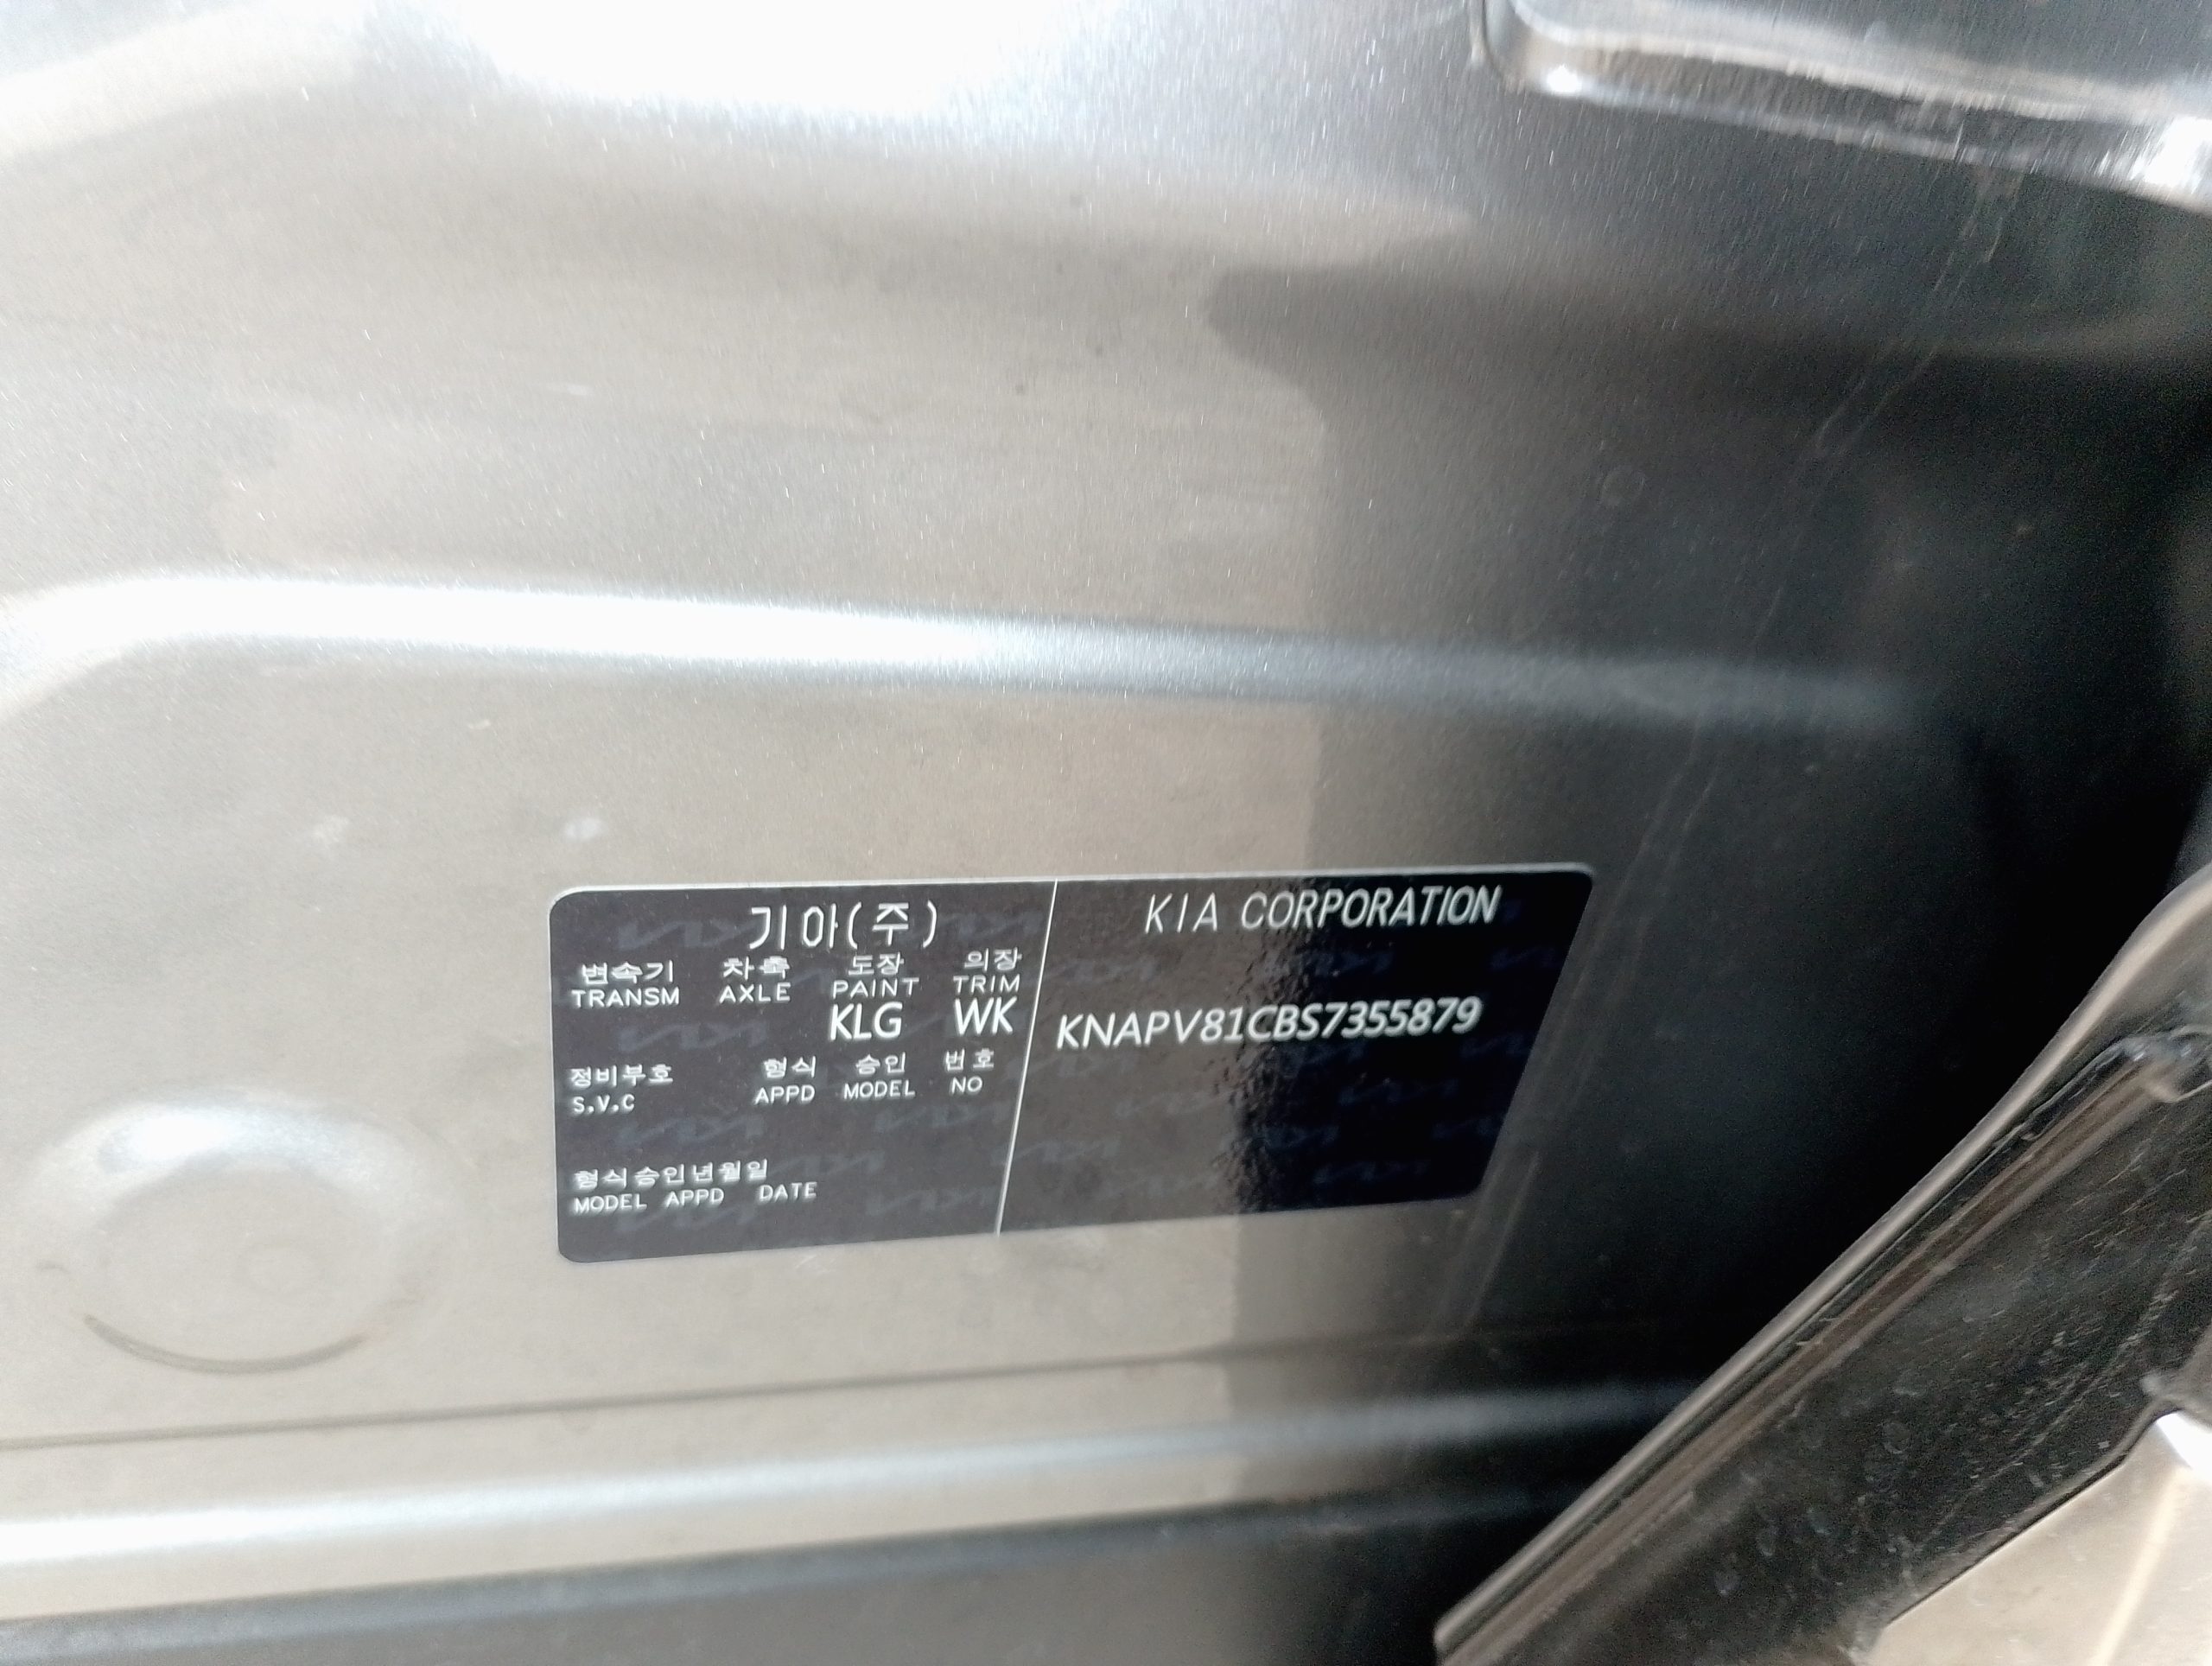 기아(주)
변속기 차축 도장 의장
TRANSM AXLE PAINT TRIM
KLG WK
정비부호 형식 승인 번호
S.V.C APPD MODEL NO
형식승인년월일
MODEL APPD DATE
KIA CORPORATION
KNAPV81CBS7355879